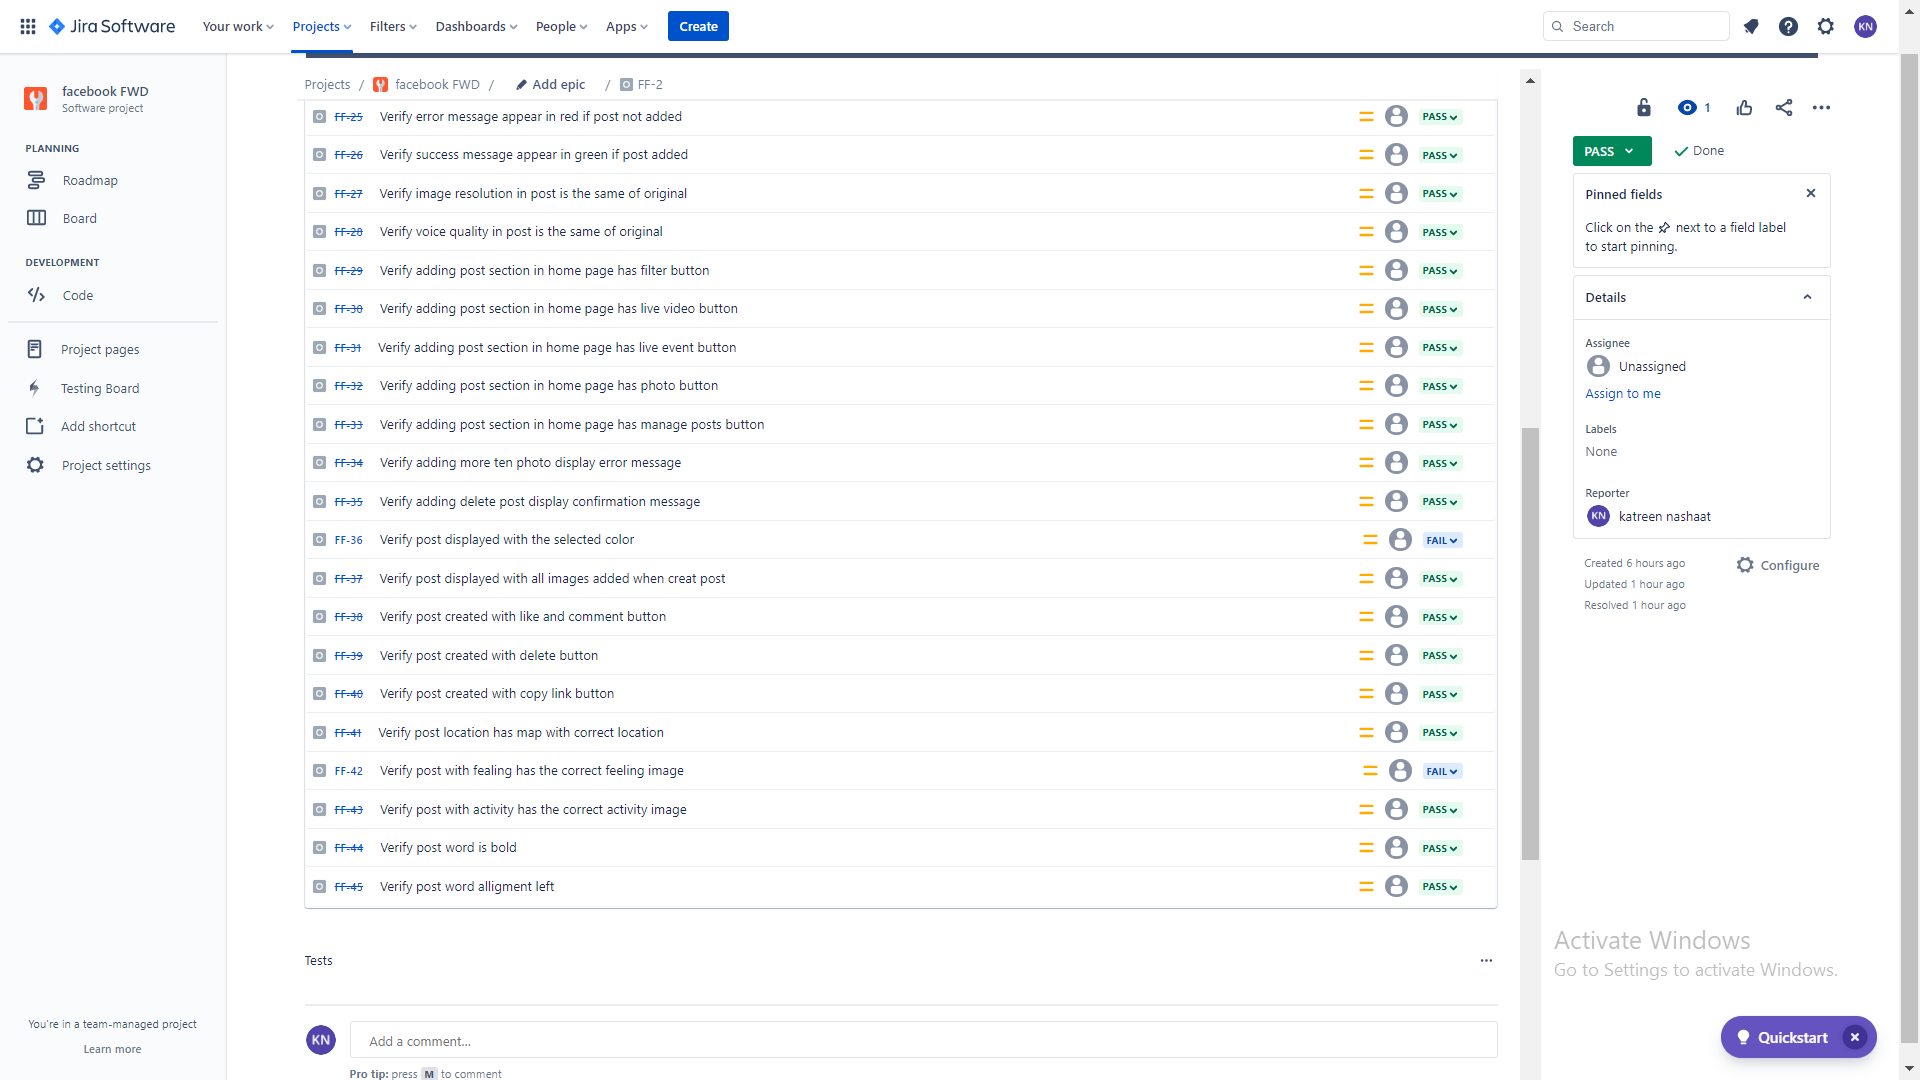 Jira Software
Your work
Projects
Filters
Dashboards
People
Apps
Create
Search
KN
facebook FWD
Software project
PLANNING
Roadmap
Board
DEVELOPMENT
Code
Project pages
Testing Board
Add shortcut
Project settings
You're in a team-managed project
Learn more
Projects / facebook FWD / Add epic / FF-2
FF-25 Verify error message appear in red if post not added PASS
FF-26 Verify success message appear in green if post added PASS
FF-27 Verify image resolution in post is the same of original PASS
FF-28 Verify voice quality in post is the same of original PASS
FF-29 Verify adding post section in home page has filter button PASS
FF-30 Verify adding post section in home page has live video button PASS
FF-31 Verify adding post section in home page has live event button PASS
FF-32 Verify adding post section in home page has photo button PASS
FF-33 Verify adding post section in home page has manage posts button PASS
FF-34 Verify adding more ten photo display error message PASS
FF-35 Verify adding delete post display confirmation message PASS
FF-36 Verify post displayed with the selected color FAIL
FF-37 Verify post displayed with all images added when creat post PASS
FF-38 Verify post created with like and comment button PASS
FF-39 Verify post created with delete button PASS
FF-40 Verify post created with copy link button PASS
FF-41 Verify post location has map with correct location PASS
FF-42 Verify post with fealing has the correct feeling image FAIL
FF-43 Verify post with activity has the correct activity image PASS
FF-44 Verify post word is bold PASS
FF-45 Verify post word alligment left PASS
Tests
KN
Add a comment...
Pro tip: press M to comment
1
PASS
Done
Pinned fields
Click on the next to a field label
to start pinning.
Details
Assignee
Unassigned
Assign to me
Labels
None
Reporter
KN katreen nashaat
Created 6 hours ago
Configure
Updated 1 hour ago
Resolved 1 hour ago
Activate Windows
Go to Settings to activate Windows.
Quickstart